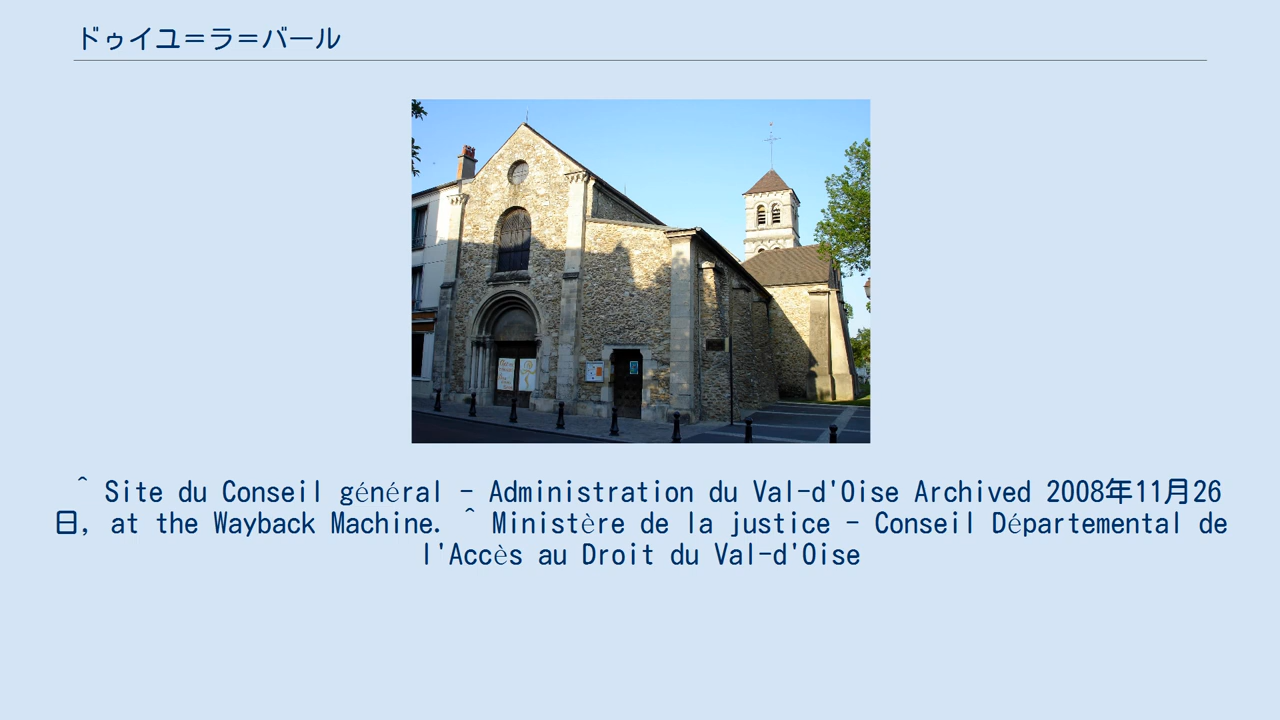 ドゥイユ=ラ=バール
^ Site du Conseil général - Administration du Val-d'Oise Archived 2008年11月26
日, at the Wayback Machine. ^ Ministère de la justice - Conseil Départemental de
l'Accès au Droit du Val-d'Oise